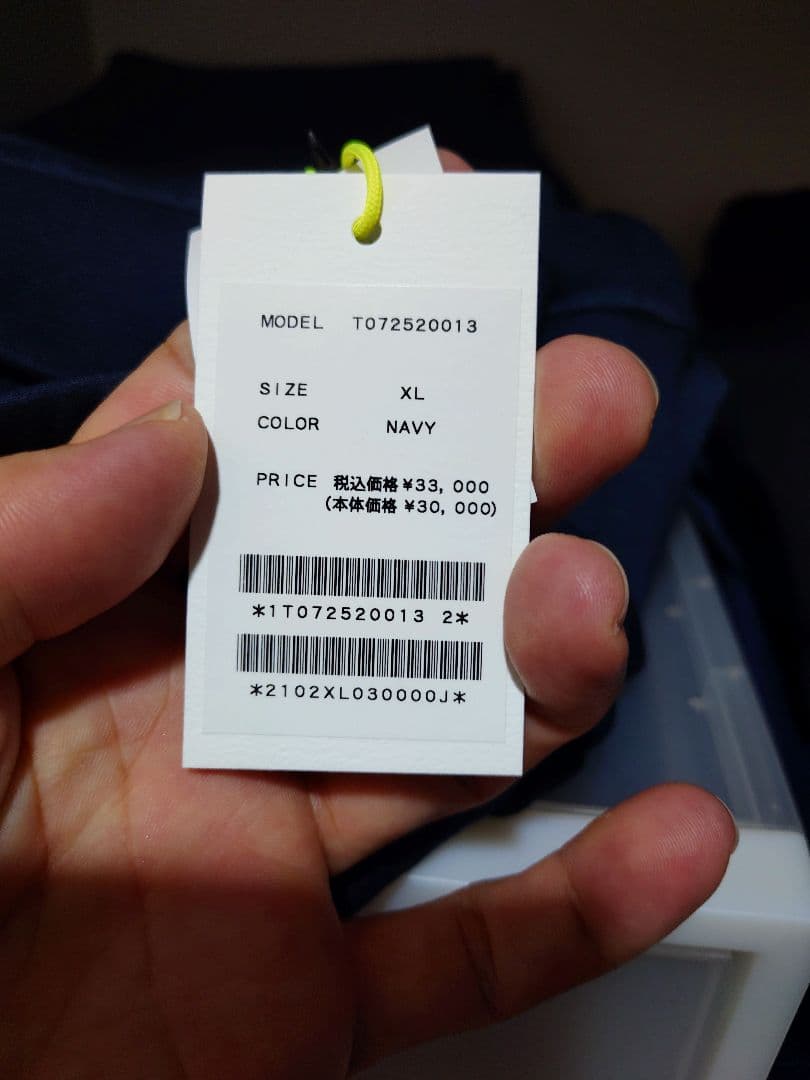 MODEL T072520013
SIZE XL
COLOR NAVY
PRICE 税込価格 ¥33,000
(本体価格 ¥30,000)
*1T072520013 2*
*2102XL030000J*